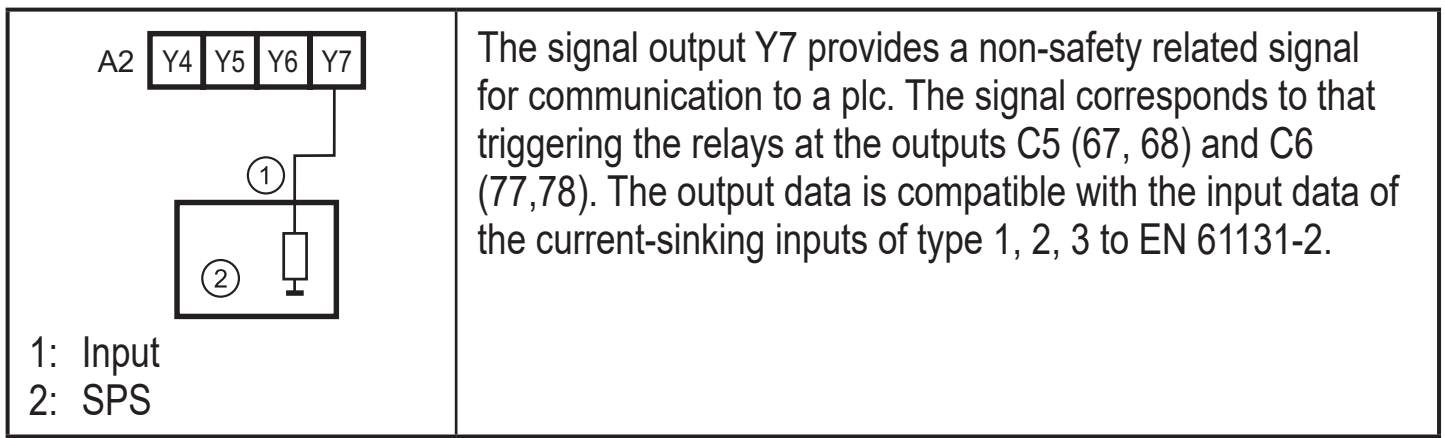 A2 Y4 Y5 Y6 Y7
1
2
1: Input
2: SPS
The signal output Y7 provides a non-safety related signal
for communication to a plc. The signal corresponds to that
triggering the relays at the outputs C5 (67, 68) and C6
(77,78). The output data is compatible with the input data of
the current-sinking inputs of type 1, 2, 3 to EN 61131-2.